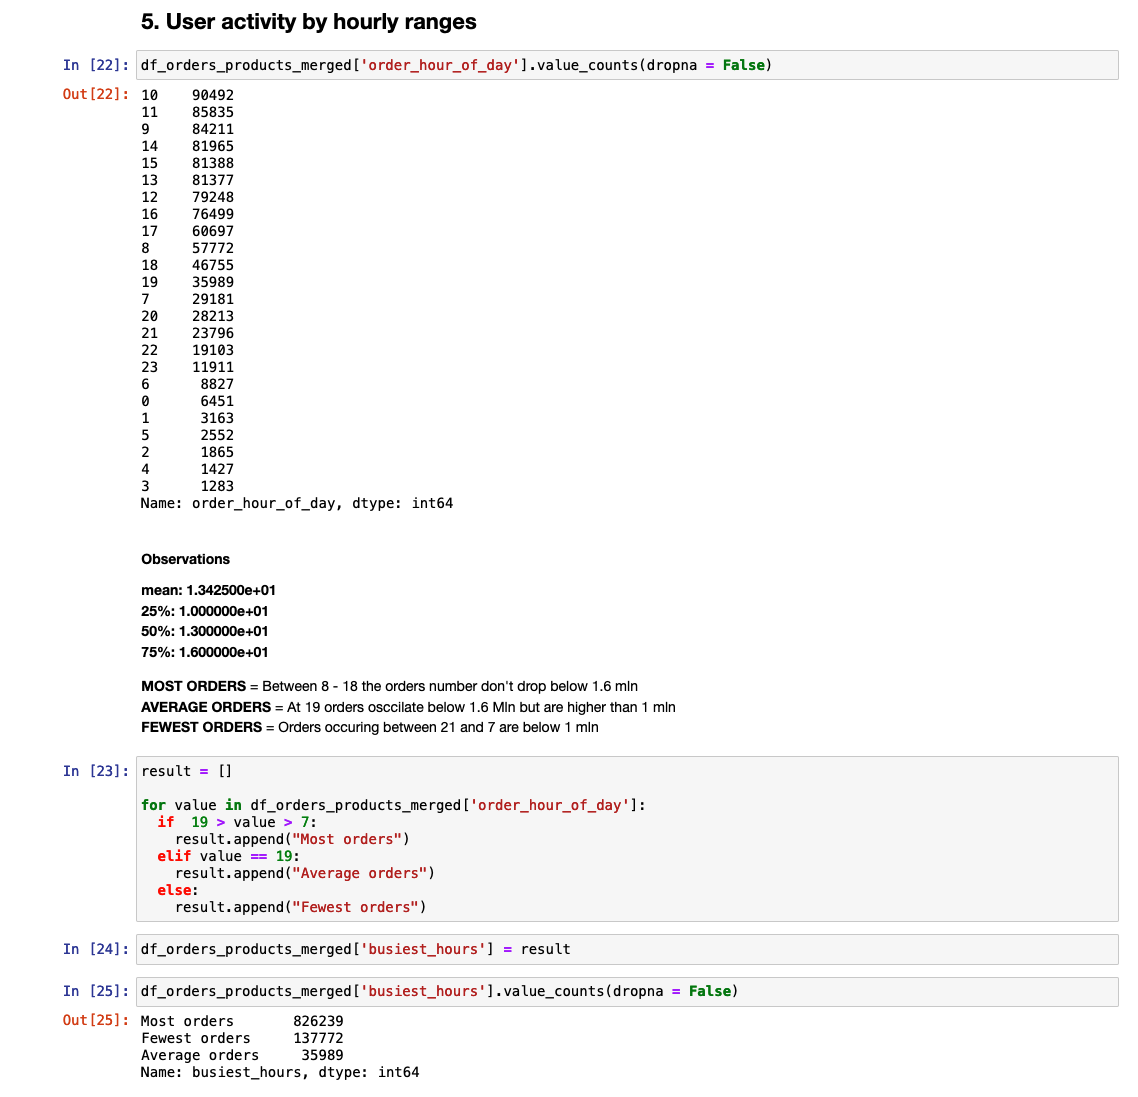 5. User activity by hourly ranges
In [22]: df_orders_products_merged['order_hour_of_day'].value_counts(dropna = False)
Out[22]: 10    90492
11    85835
9     84211
14    81965
15    81388
13    81377
12    79248
16    76499
17    60697
8     57772
18    46755
19    35989
7     29181
20    28213
21    23796
22    19103
23    11911
6      8827
0      6451
1      3163
5      2552
2      1865
4      1427
3      1283
Name: order_hour_of_day, dtype: int64
Observations
mean: 1.342500e+01
25%: 1.000000e+01
50%: 1.300000e+01
75%: 1.600000e+01
MOST ORDERS = Between 8 - 18 the orders number don't drop below 1.6 mln
AVERAGE ORDERS = At 19 orders osccilate below 1.6 Mln but are higher than 1 mln
FEWEST ORDERS = Orders occuring between 21 and 7 are below 1 mln
In [23]: result = []
for value in df_orders_products_merged['order_hour_of_day']:
  if  19 > value > 7:
    result.append("Most orders")
  elif value == 19:
    result.append("Average orders")
  else:
    result.append("Fewest orders")
In [24]: df_orders_products_merged['busiest_hours'] = result
In [25]: df_orders_products_merged['busiest_hours'].value_counts(dropna = False)
Out[25]: Most orders       826239
Fewest orders     137772
Average orders     35989
Name: busiest_hours, dtype: int64